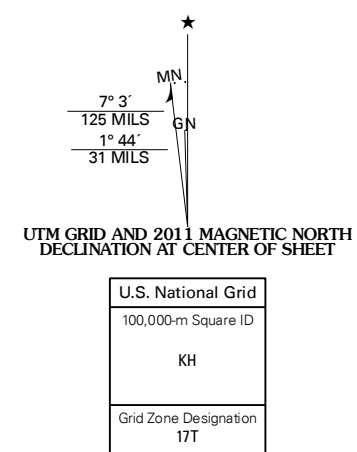 ★
MN
7° 3´
125 MILS
GN
1° 44´
31 MILS
UTM GRID AND 2011 MAGNETIC NORTH
DECLINATION AT CENTER OF SHEET
U.S. National Grid
100,000-m Square ID
KH
Grid Zone Designation
17T